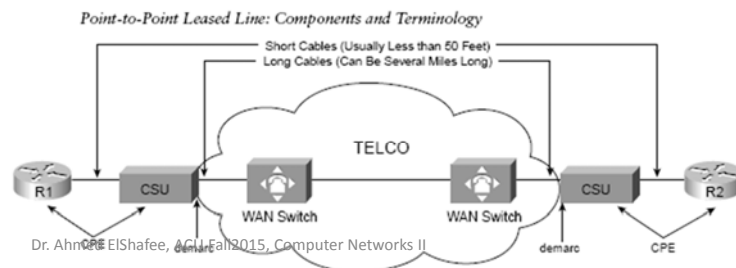 Point-to-Point Leased Line: Components and Terminology
Short Cables (Usually Less than 50 Feet)
Long Cables (Can Be Several Miles Long)
TELCO
R1
CSU
WAN Switch
WAN Switch
CSU
R2
CPE
demarc
demarc
CPE
Dr. Ahmed ElShafee, ACU Fall2015, Computer Networks II